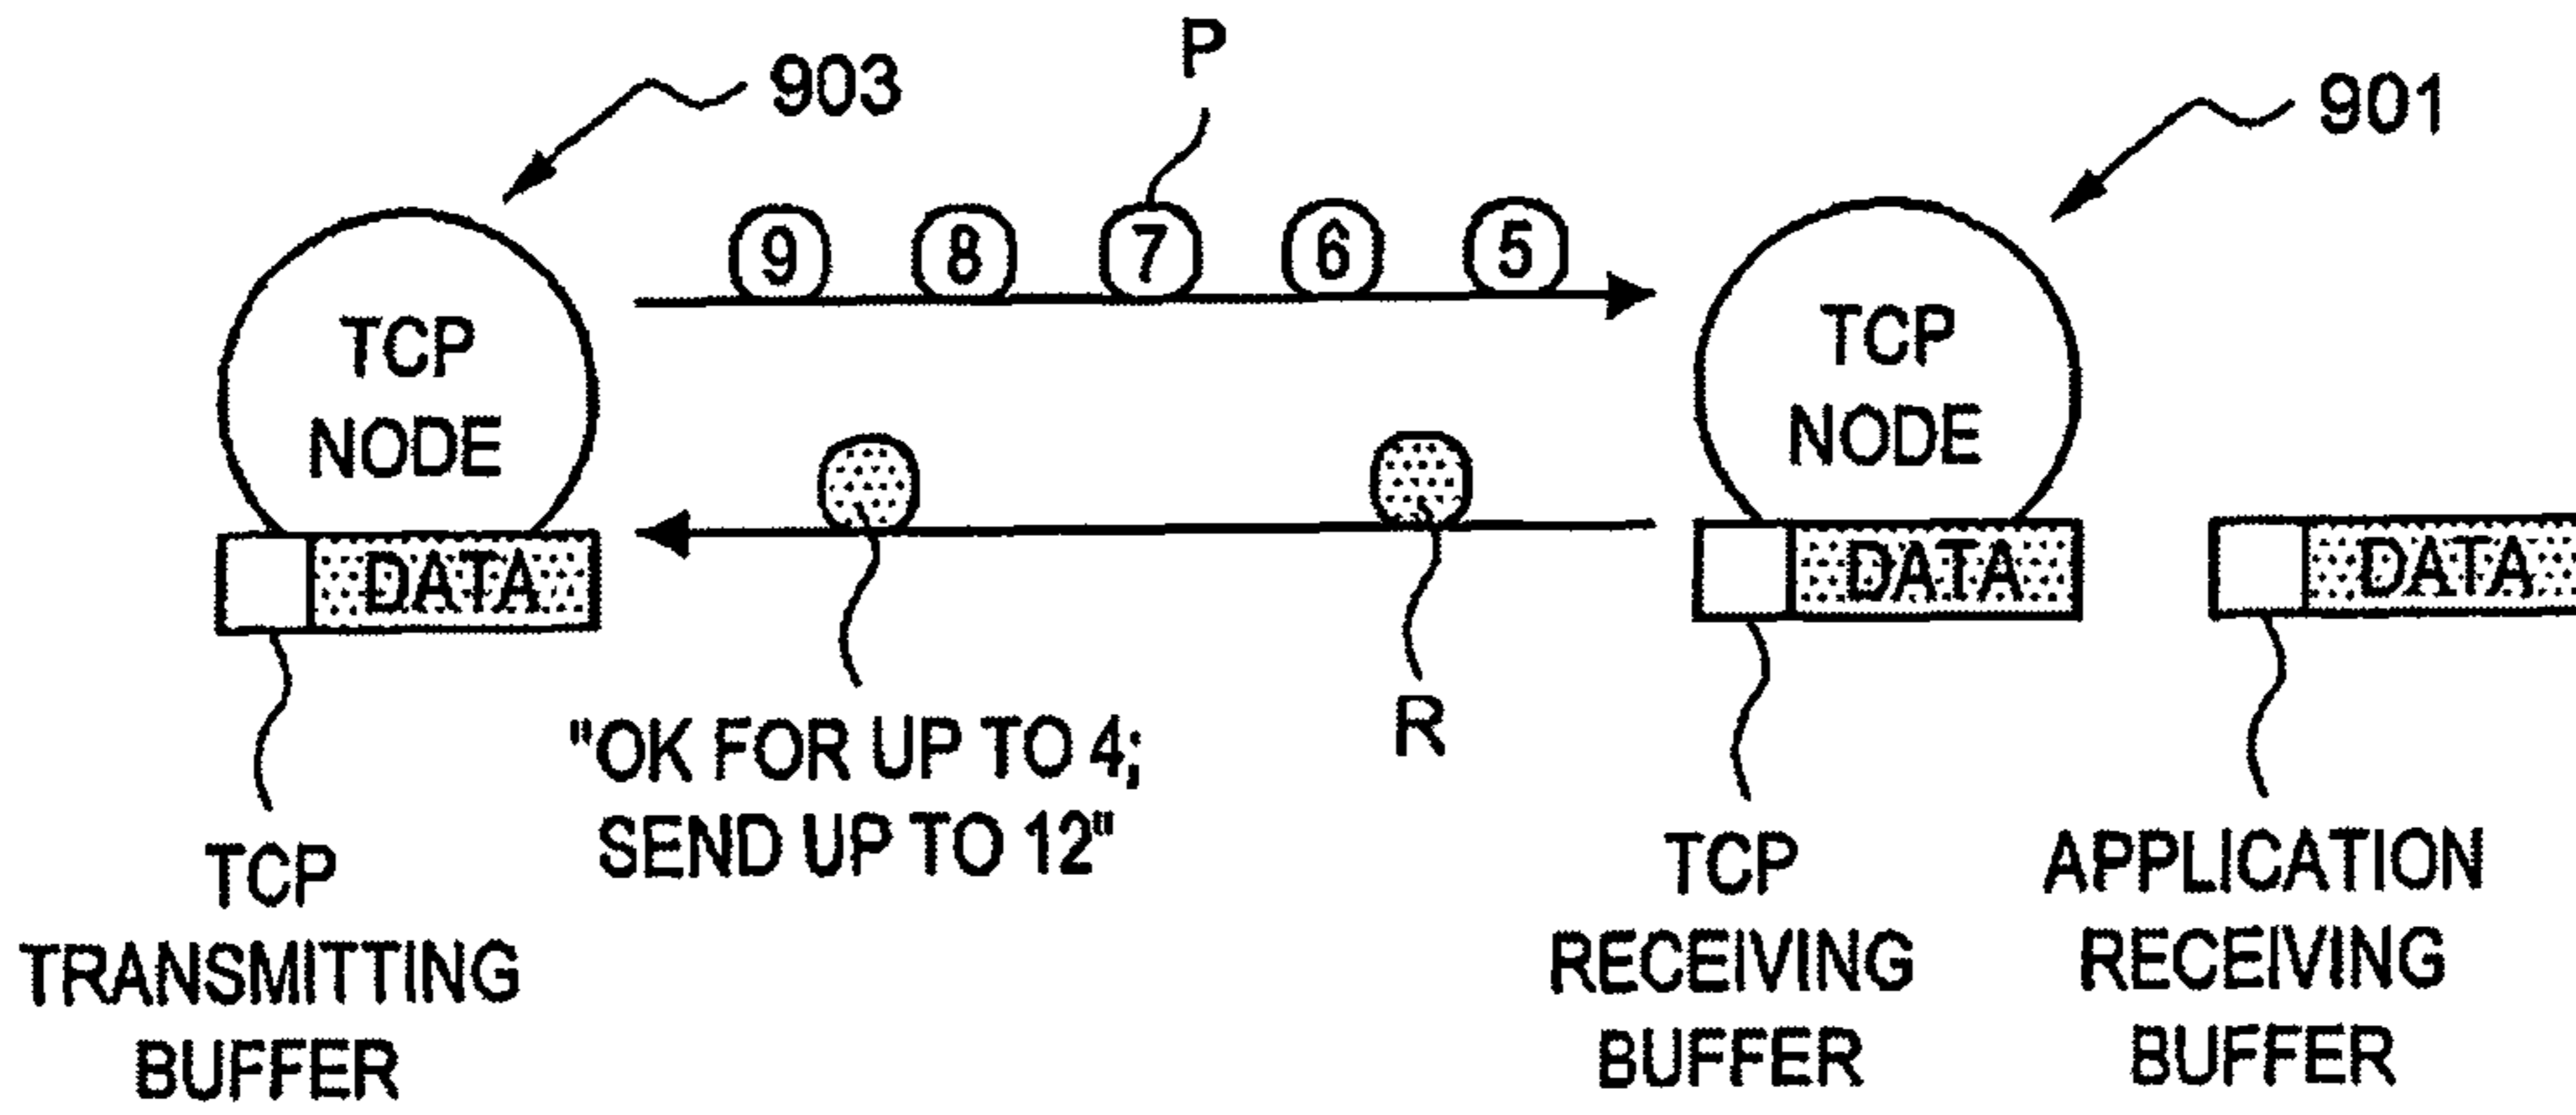 903
P
901
9 8 7 6 5
TCP
NODE
TCP
NODE
DATA
DATA
DATA
"OK FOR UP TO 4;
SEND UP TO 12"
R
TCP
TRANSMITTING
BUFFER
TCP
RECEIVING
BUFFER
APPLICATION
RECEIVING
BUFFER